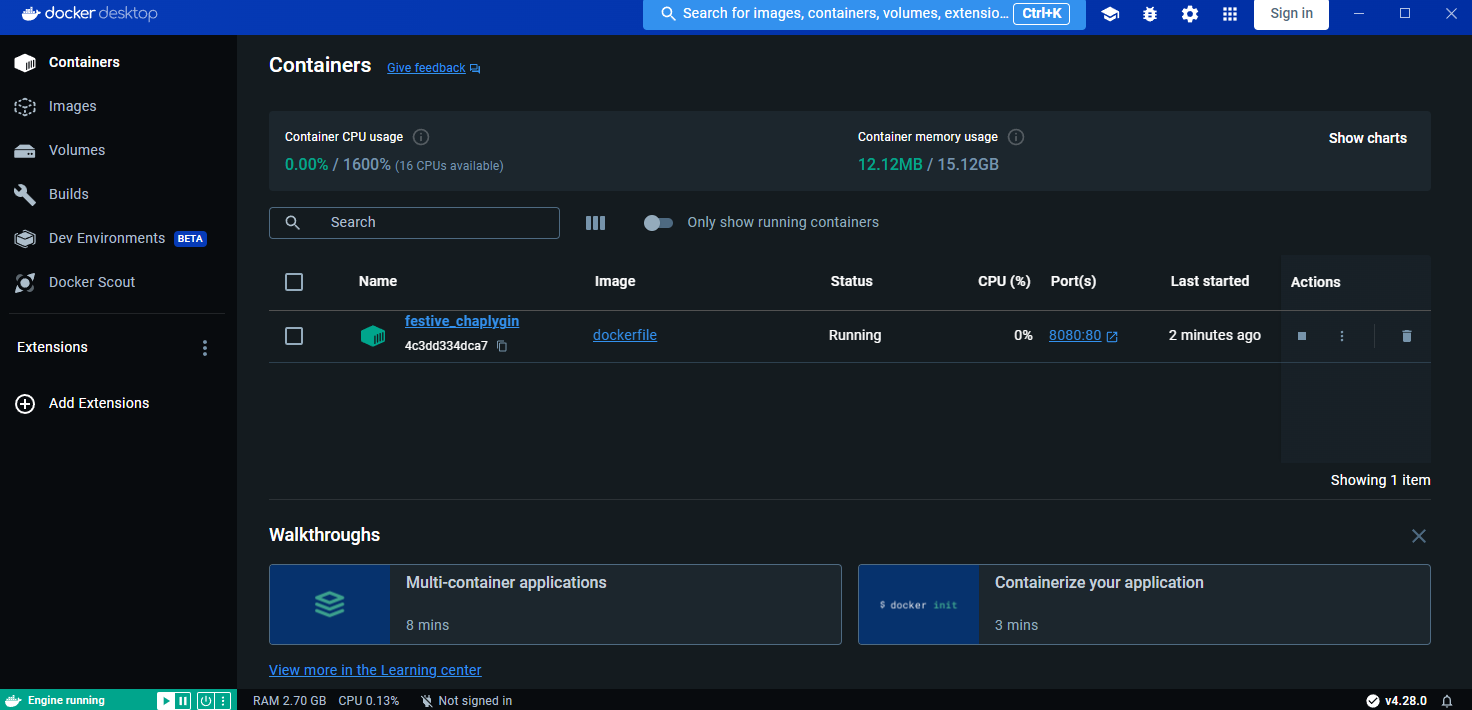 docker desktop
Search for images, containers, volumes, extensio... Ctrl+K
Sign in
Containers
Images
Volumes
Builds
Dev Environments BETA
Docker Scout
Extensions
Add Extensions
Containers Give feedback
Container CPU usage
0.00% / 1600% (16 CPUs available)
Container memory usage
12.12MB / 15.12GB
Show charts
Search
Only show running containers
Name Image Status CPU (%) Port(s) Last started Actions
festive_chaplygin
4c3dd334dca7
dockerfile Running 0% 8080:80 2 minutes ago
Showing 1 item
Walkthroughs
Multi-container applications
8 mins
$ docker init
Containerize your application
3 mins
View more in the Learning center
Engine running
RAM 2.70 GB CPU 0.13% Not signed in
v4.28.0